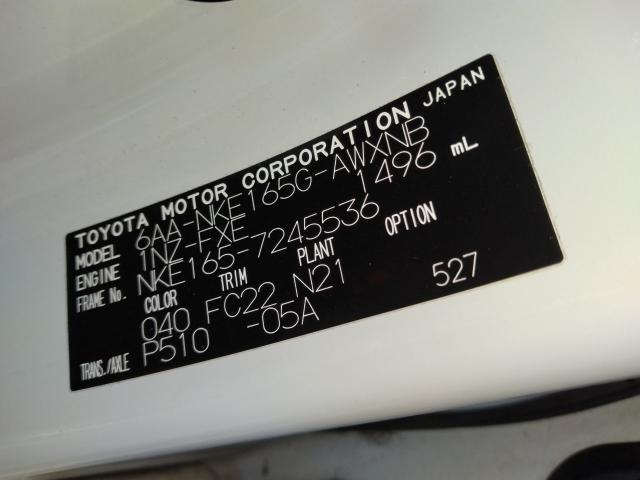 TOYOTA MOTOR CORPORATION JAPAN
MODEL 6AA-NKE165G-AWXNB
ENGINE 1NZ-FXE 1496 mL
FRAME No. NKE165-7245536
COLOR TRIM PLANT OPTION
040 FC22 N21 527
TRANS./AXLE P510 -05A